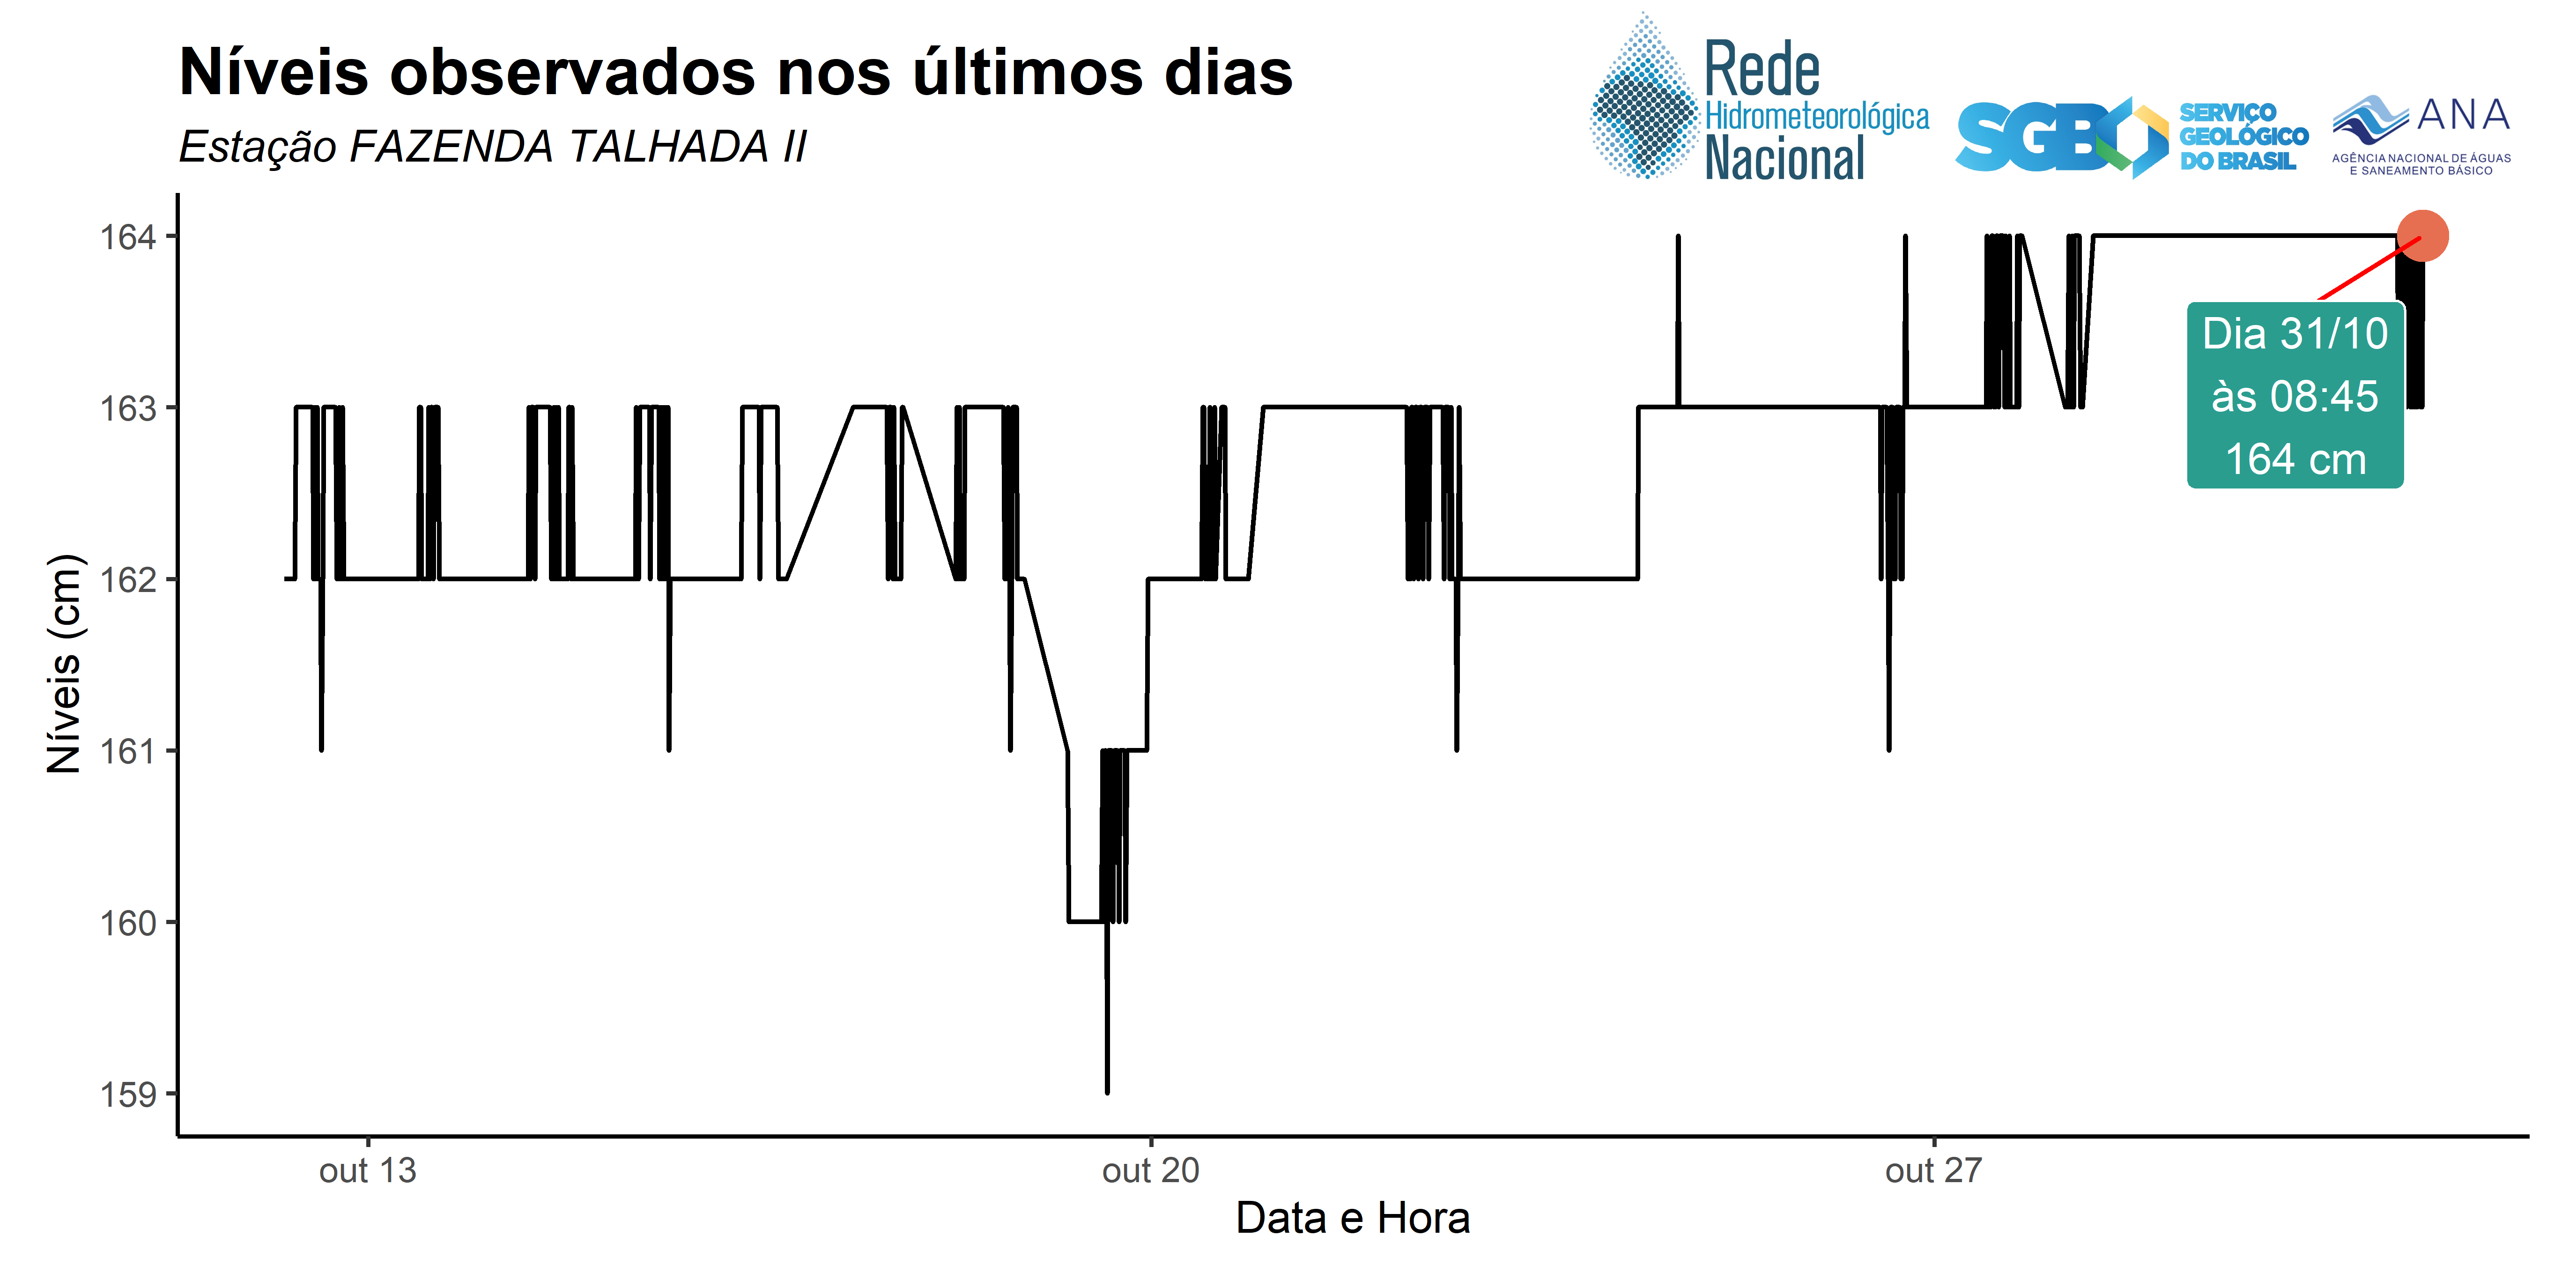 Níveis observados nos últimos dias
Estação FAZENDA TALHADA II
Rede
Hidrometeorológica
Nacional
SGB
SERVIÇO
GEOLÓGICO
DO BRASIL
ANA
AGÊNCIA NACIONAL DE ÁGUAS
E SANEAMENTO BÁSICO
164
163
162
161
160
159
Níveis (cm)
Dia 31/10
às 08:45
164 cm
out 13
out 20
out 27
Data e Hora